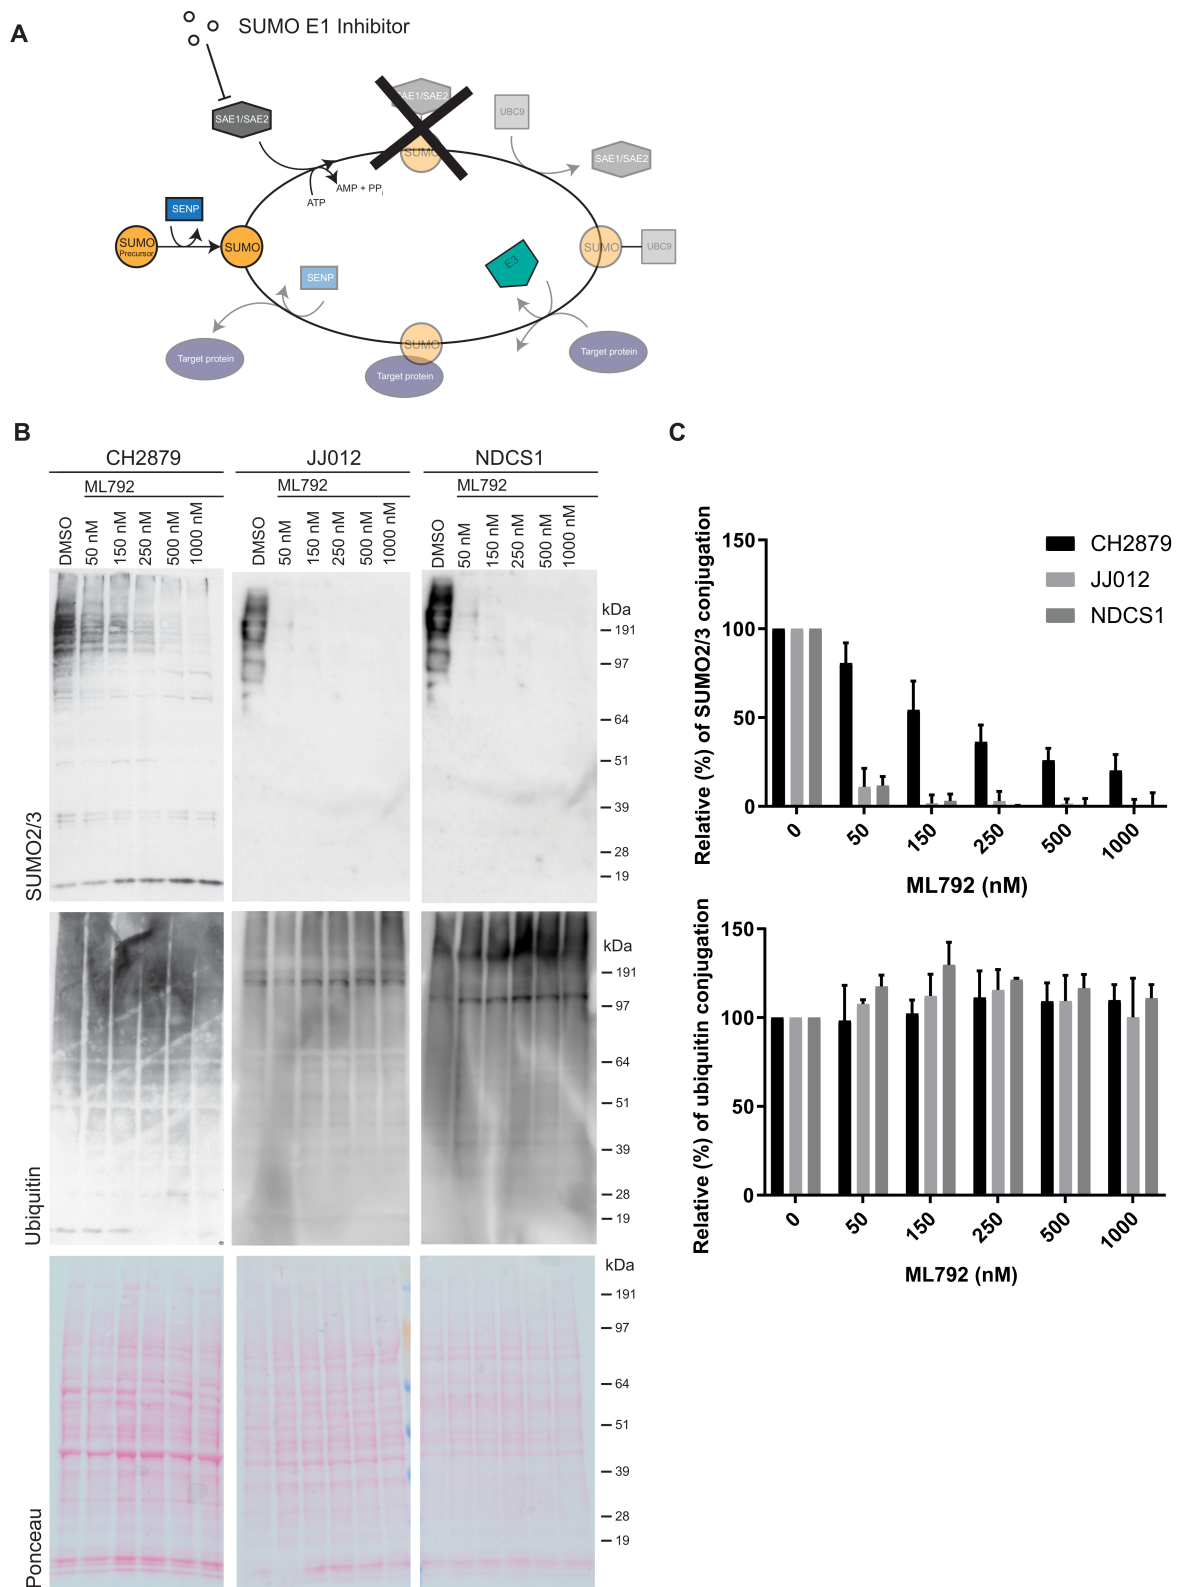 A
SUMO E1 Inhibitor
SAE1/SAE2
SAE1/SAE2
SUMO
UBC9
SAE1/SAE2
AMP + PPi
ATP
SENP
SUMO
Precursor
SUMO
SUMO
UBC9
E3
SENP
SUMO
Target protein
Target protein
Target protein
B
CH2879
JJ012
NDCS1
ML792
ML792
ML792
DMSO
50 nM
150 nM
250 nM
500 nM
1000 nM
DMSO
50 nM
150 nM
250 nM
500 nM
1000 nM
DMSO
50 nM
150 nM
250 nM
500 nM
1000 nM
SUMO2/3
kDa
191
97
64
51
39
28
19
Ubiquitin
kDa
191
97
64
51
39
28
19
Ponceau
kDa
191
97
64
51
39
28
19
C
Relative (%) of SUMO2/3 conjugation
150
100
50
0
CH2879
JJ012
NDCS1
0
50
150
250
500
1000
ML792 (nM)
Relative (%) of ubiquitin conjugation
150
100
50
0
0
50
150
250
500
1000
ML792 (nM)